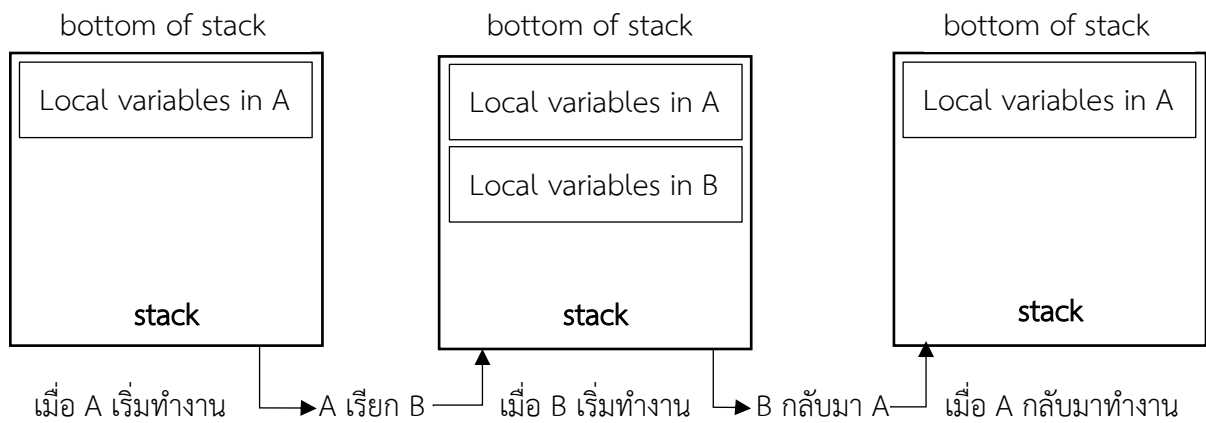 bottom of stack
Local variables in A
stack
bottom of stack
Local variables in A
Local variables in B
stack
bottom of stack
Local variables in A
stack
เมื่อ A เริ่มทำงาน
A เรียก B
เมื่อ B เริ่มทำงาน
B กลับมา A
เมื่อ A กลับมาทำงาน